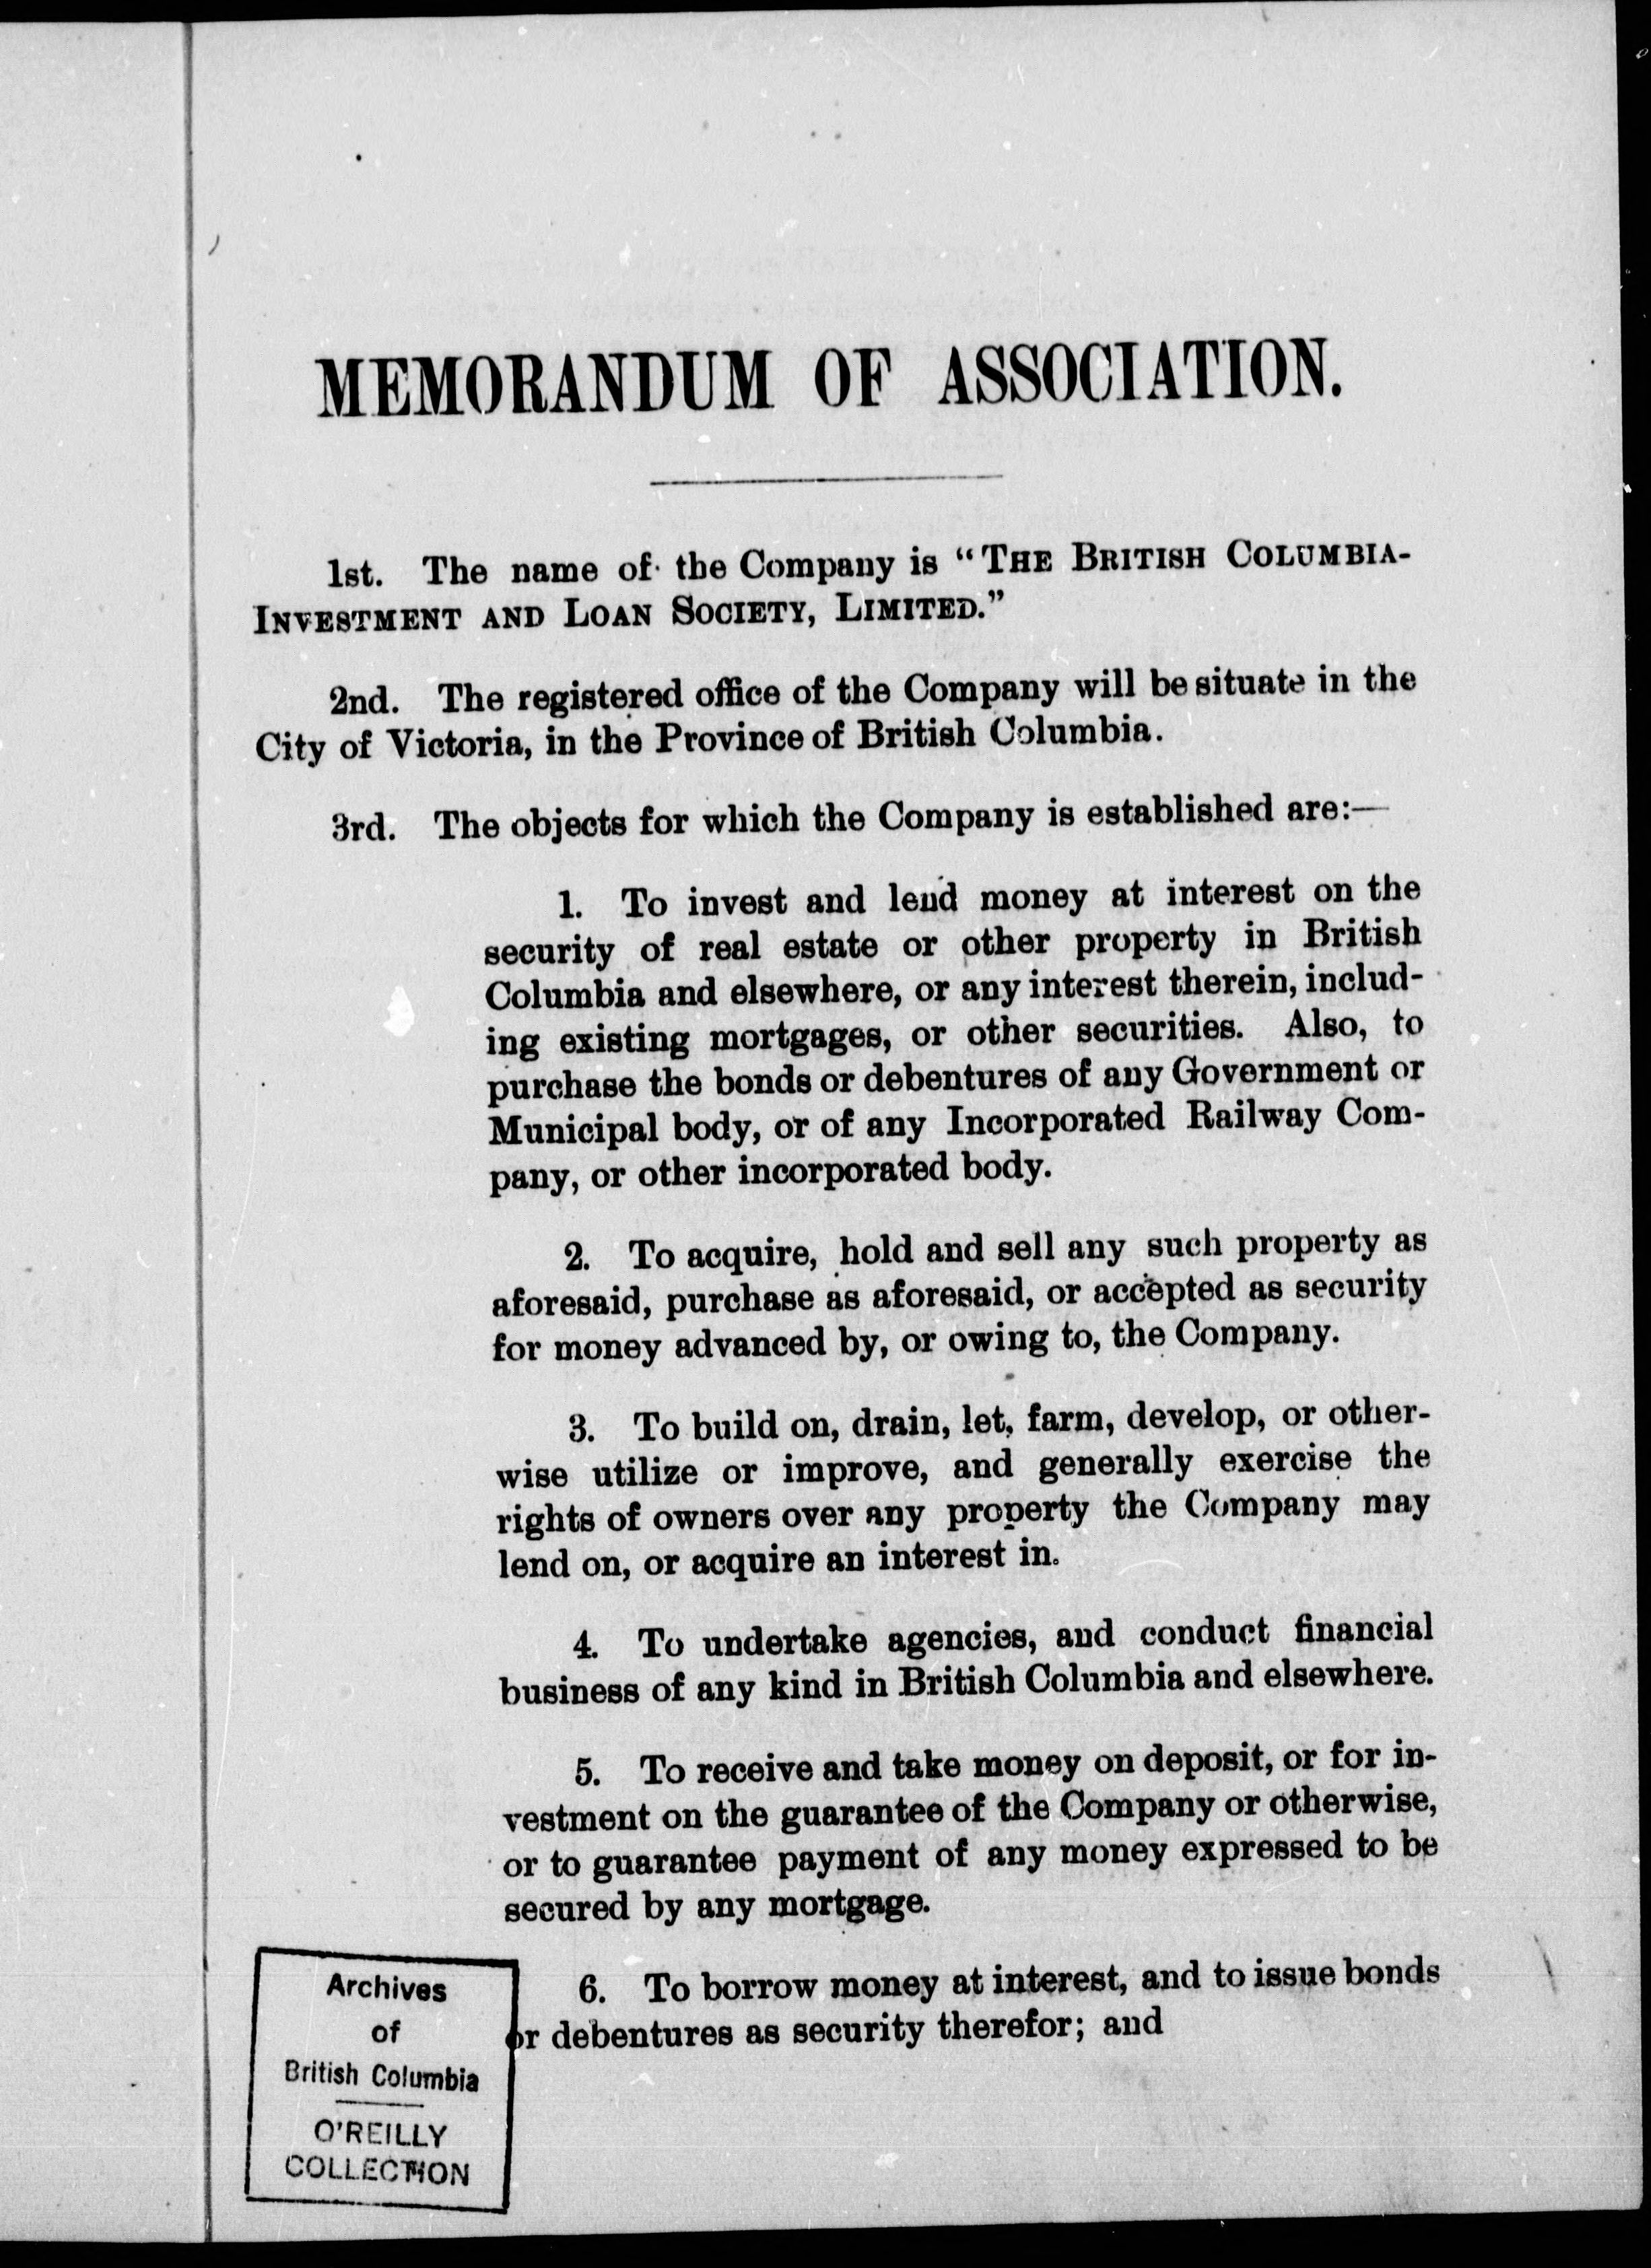 MEMORANDUM OF ASSOCIATION.
1st. The name of the Company is “THE BRITISH COLUMBIA-
INVESTMENT AND LOAN SOCIETY, LIMITED.”
2nd. The registered office of the Company will be situate in the
City of Victoria, in the Province of British Columbia.
3rd. The objects for which the Company is established are:—
1. To invest and lend money at interest on the
security of real estate or other property in British
Columbia and elsewhere, or any interest therein, includ-
ing existing mortgages, or other securities. Also, to
purchase the bonds or debentures of any Government or
Municipal body, or of any Incorporated Railway Com-
pany, or other incorporated body.
2. To acquire, hold and sell any such property as
aforesaid, purchase as aforesaid, or accepted as security
for money advanced by, or owing to, the Company.
3. To build on, drain, let, farm, develop, or other-
wise utilize or improve, and generally exercise the
rights of owners over any property the Company may
lend on, or acquire an interest in.
4. To undertake agencies, and conduct financial
business of any kind in British Columbia and elsewhere.
5. To receive and take money on deposit, or for in-
vestment on the guarantee of the Company or otherwise,
or to guarantee payment of any money expressed to be
secured by any mortgage.
6. To borrow money at interest, and to issue bonds
or debentures as security therefor; and
Archives
of
British Columbia
O'REILLY
COLLECTION